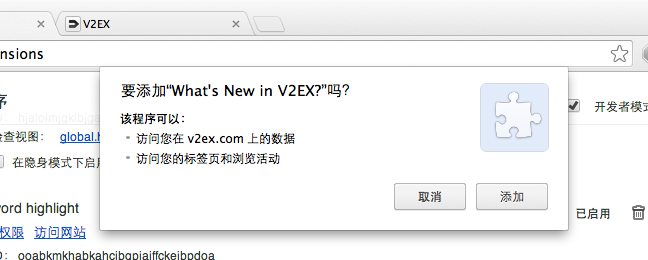 V2EX
nsions
要添加“What's New in V2EX?”吗?
序
该程序可以：
开发者模式
检查视图： global.h
访问您在 v2ex.com 上的数据
在隐身模式下启用
访问您的标签页和浏览活动
取消
添加
ord highlight
已启用
权限 访问网站
ooabkmkhabkahcibgpiaiffckeibpdoa